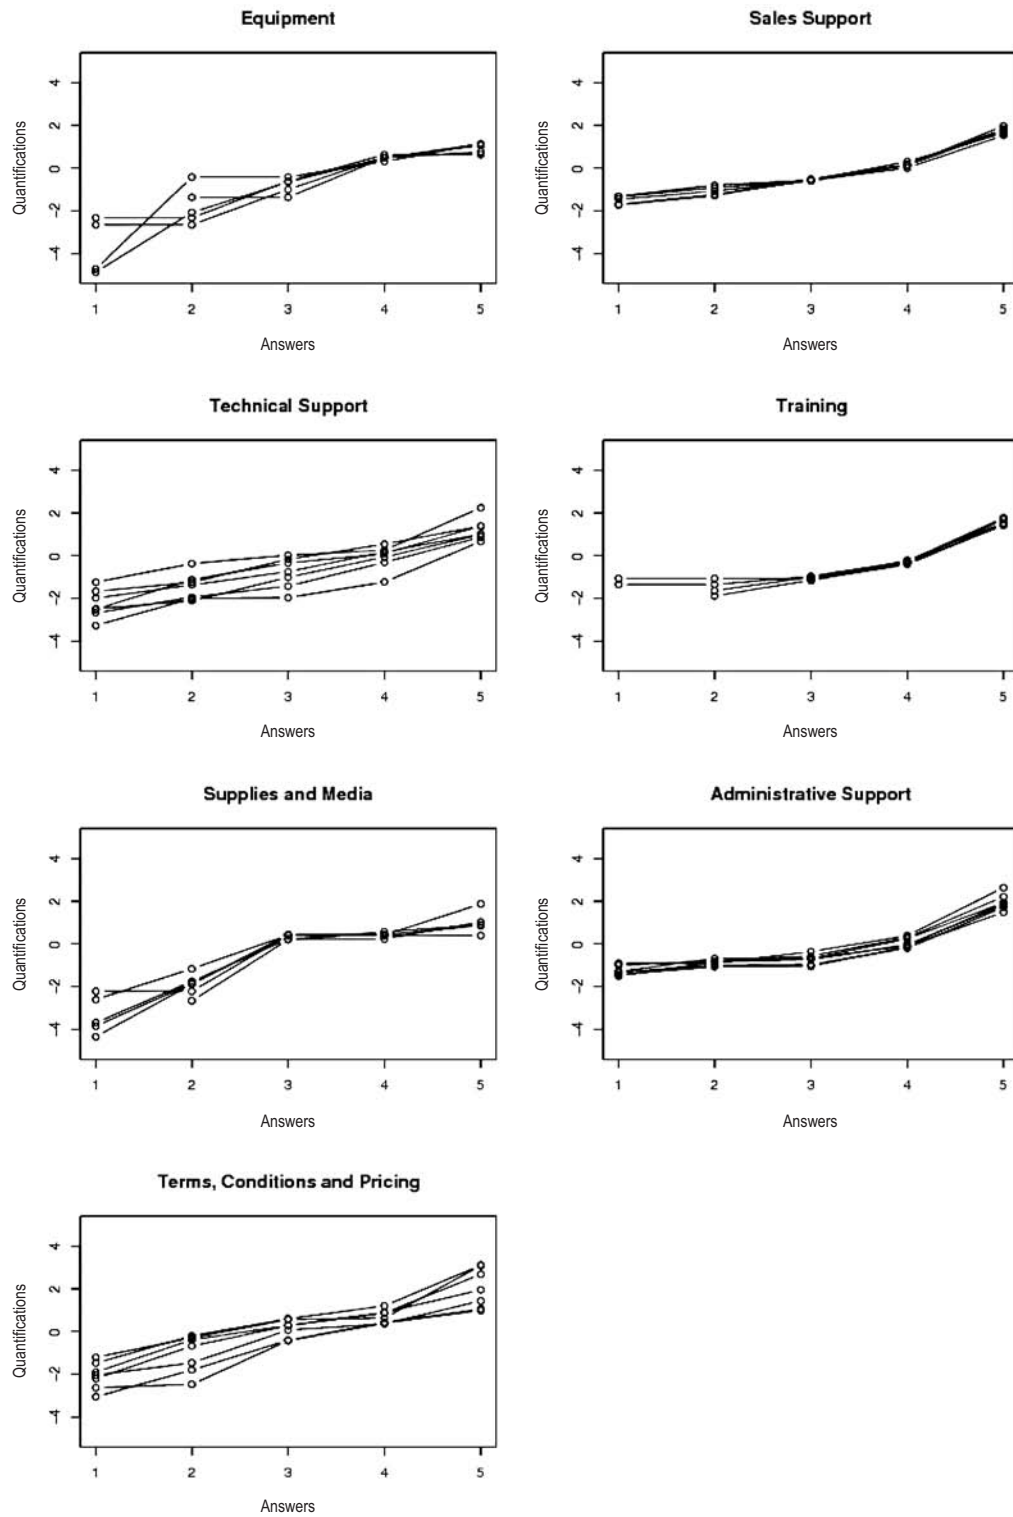 Equipment
Quantifications
4
2
0
-2
-4
1 2 3 4 5
Answers
Sales Support
Quantifications
4
2
0
-2
-4
1 2 3 4 5
Answers
Technical Support
Quantifications
4
2
0
-2
-4
1 2 3 4 5
Answers
Training
Quantifications
4
2
0
-2
-4
1 2 3 4 5
Answers
Supplies and Media
Quantifications
4
2
0
-2
-4
1 2 3 4 5
Answers
Administrative Support
Quantifications
4
2
0
-2
-4
1 2 3 4 5
Answers
Terms, Conditions and Pricing
Quantifications
4
2
0
-2
-4
1 2 3 4 5
Answers